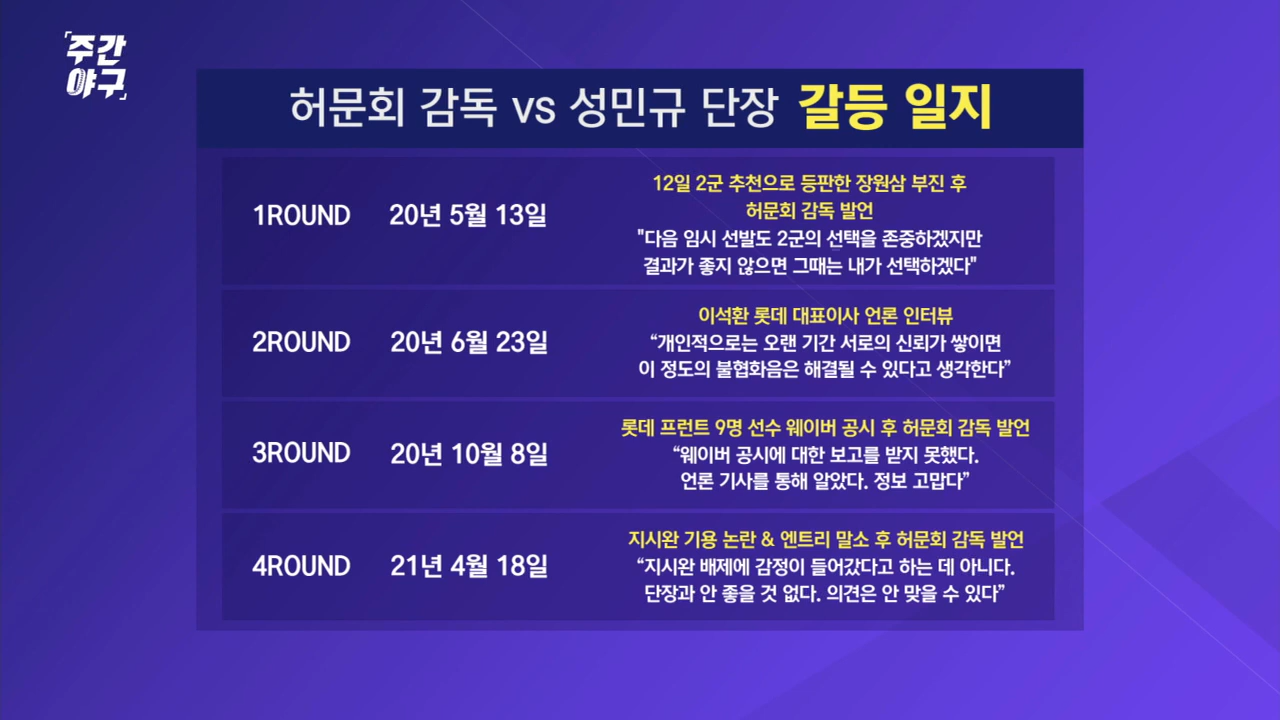 「주간
야구」
허문회 감독 vs 성민규 단장 갈등 일지
1ROUND 20년 5월 13일
12일 2군 추천으로 등판한 장원삼 부진 후
허문회 감독 발언
"다음 임시 선발도 2군의 선택을 존중하겠지만
결과가 좋지 않으면 그때는 내가 선택하겠다"
2ROUND 20년 6월 23일
이석환 롯데 대표이사 언론 인터뷰
“개인적으로는 오랜 기간 서로의 신뢰가 쌓이면
이 정도의 불협화음은 해결될 수 있다고 생각한다”
3ROUND 20년 10월 8일
롯데 프런트 9명 선수 웨이버 공시 후 허문회 감독 발언
“웨이버 공시에 대한 보고를 받지 못했다.
언론 기사를 통해 알았다. 정보 고맙다”
4ROUND 21년 4월 18일
지시완 기용 논란 & 엔트리 말소 후 허문회 감독 발언
“지시완 배제에 감정이 들어갔다고 하는 데 아니다.
단장과 안 좋을 것 없다. 의견은 안 맞을 수 있다”